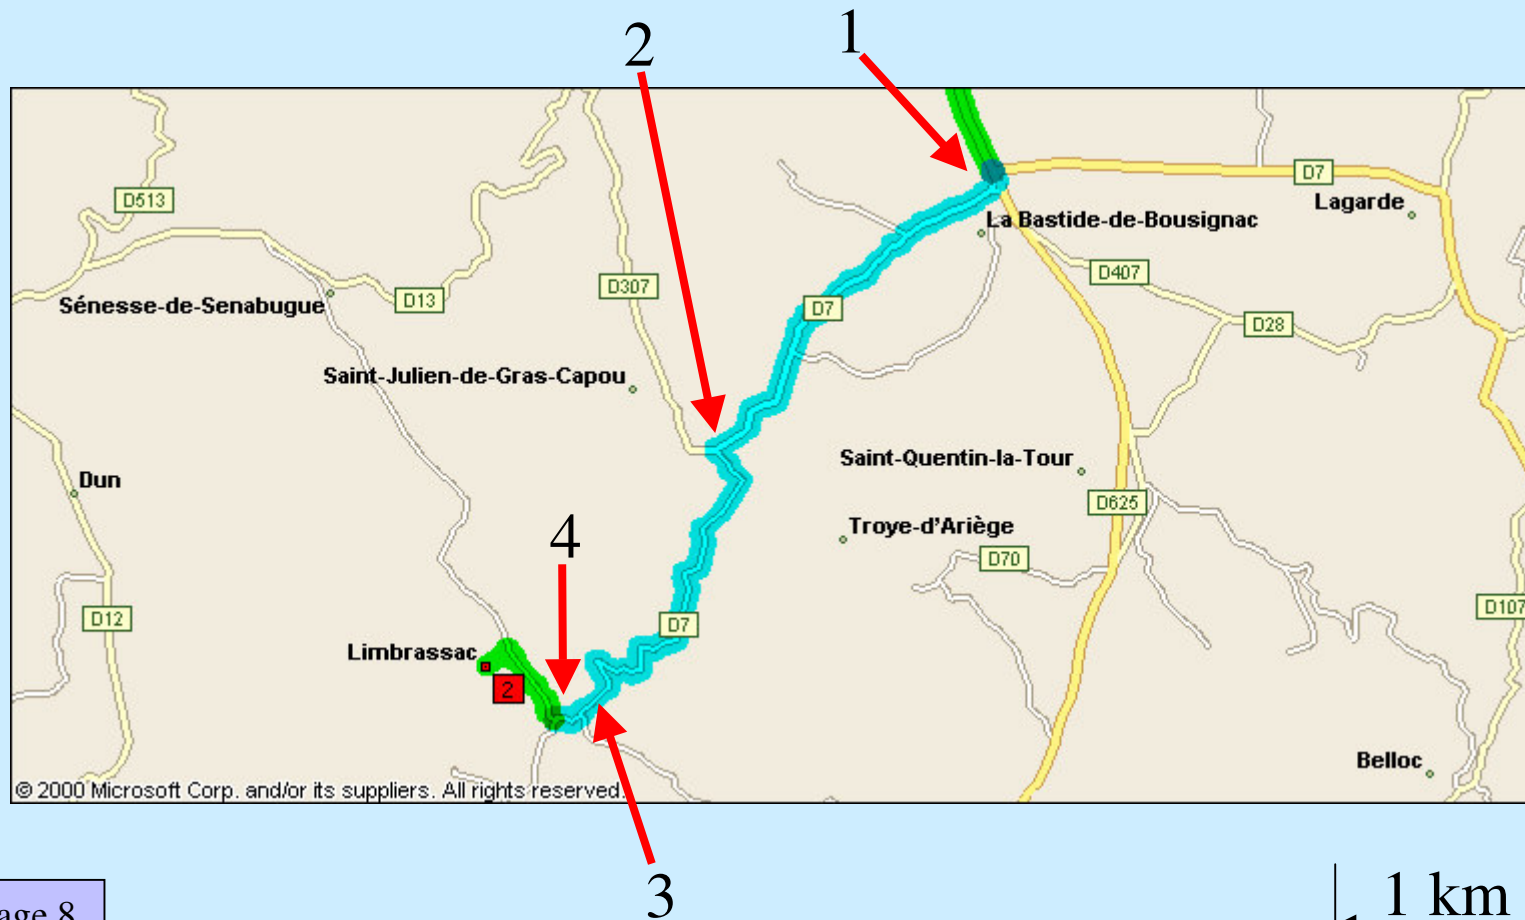 1
2
D513
D7
Lagarde
La Bastide-de-Bousignac
D407
D307
Sénesse-de-Senabugue
D13
D7
D28
Saint-Julien-de-Gras-Capou
Saint-Quentin-la-Tour
Dun
D625
Troye-d'Ariège
4
D70
D107
D12
D7
Limbrassac
2
Belloc
© 2000 Microsoft Corp. and/or its suppliers. All rights reserved.
3
1 km
age 8